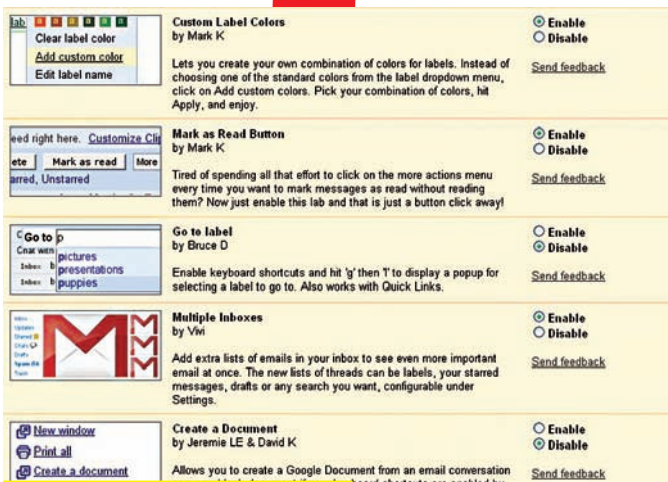 lab
Clear label color
Add custom color
Edit label name
Custom Label Colors
by Mark K
Lets you create your own combination of colors for labels. Instead of
choosing one of the standard colors from the label dropdown menu,
click on Add custom colors. Pick your combination of colors, hit
Apply, and enjoy.
Enable
Disable
Send feedback
eed right here. Customize Cli
ete Mark as read More
arred, Unstarred
Mark as Read Button
by Mark K
Tired of spending all that effort to click on the more actions menu
every time you want to mark messages as read without reading
them? Now just enable this lab and that is just a button click away!
Enable
Disable
Send feedback
Go to p
pictures
Inbox b presentations
Inbox b puppies
Go to label
by Bruce D
Enable keyboard shortcuts and hit 'g' then 'l' to display a popup for
selecting a label to go to. Also works with Quick Links.
Enable
Disable
Send feedback
Multiple Inboxes
by Vivi
Add extra lists of emails in your inbox to see even more important
email at once. The new lists of threads can be labels, your starred
messages, drafts or any search you want, configurable under
Settings.
Enable
Disable
Send feedback
New window
Print all
Create a document
Create a Document
by Jeremie LE & David K
Allows you to create a Google Document from an email conversation
Enable
Disable
Send feedback